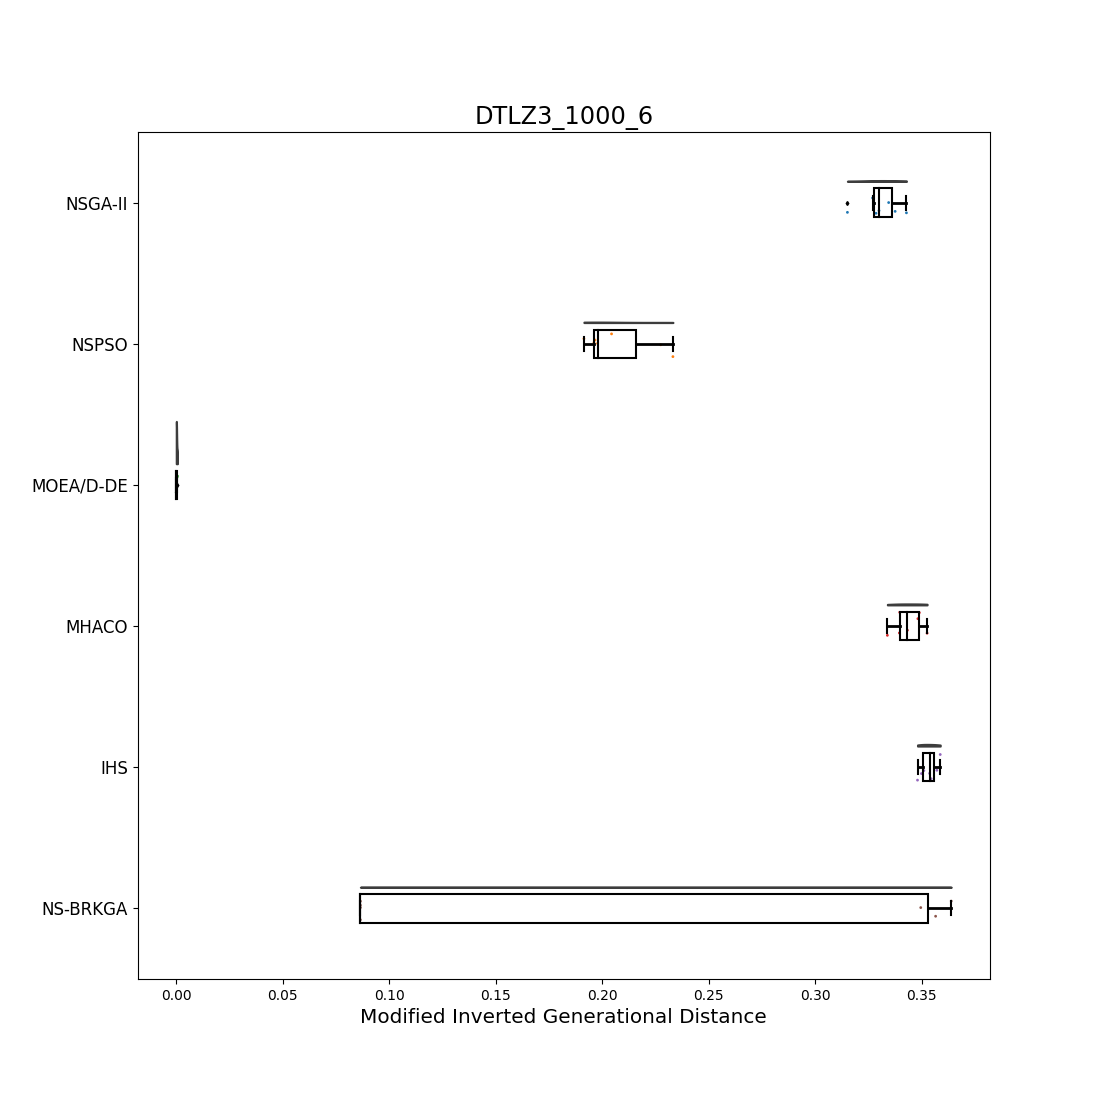 DTLZ3_1000_6
NSGA-II
NSPSO
MOEA/D-DE
MHACO
IHS
NS-BRKGA
0.00 0.05 0.10 0.15 0.20 0.25 0.30 0.35
Modified Inverted Generational Distance